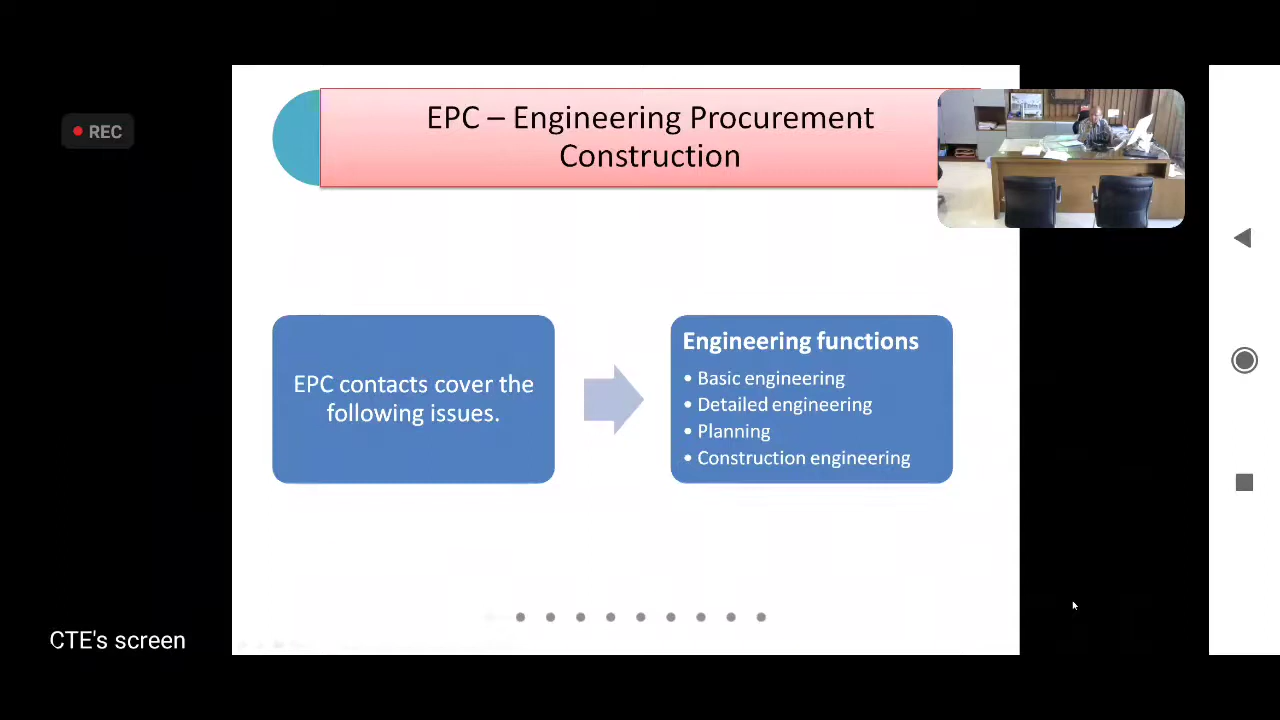 REC
EPC – Engineering Procurement
Construction
EPC contacts cover the
following issues.
Engineering functions
• Basic engineering
• Detailed engineering
• Planning
• Construction engineering
CTE's screen